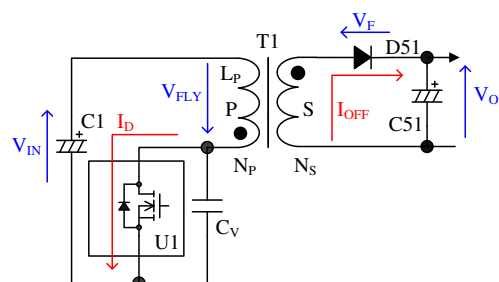 T1
V_F
D51
L_P
V_FLY
P
S
I_OFF
C1
I_D
V_IN
C51
V_O
N_P
N_S
U1
C_V
+
+